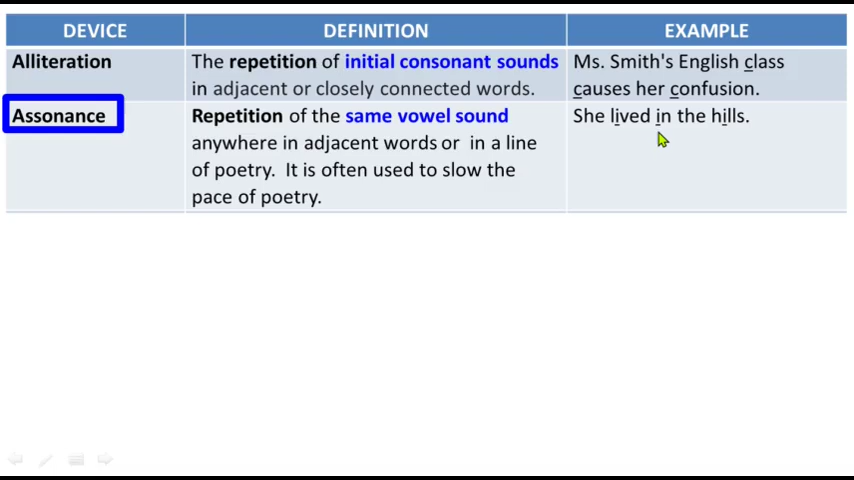 DEVICE DEFINITION EXAMPLE
Alliteration The repetition of initial consonant sounds Ms. Smith's English class
in adjacent or closely connected words. causes her confusion.
Assonance Repetition of the same vowel sound She lived in the hills.
anywhere in adjacent words or in a line
of poetry. It is often used to slow the
pace of poetry.